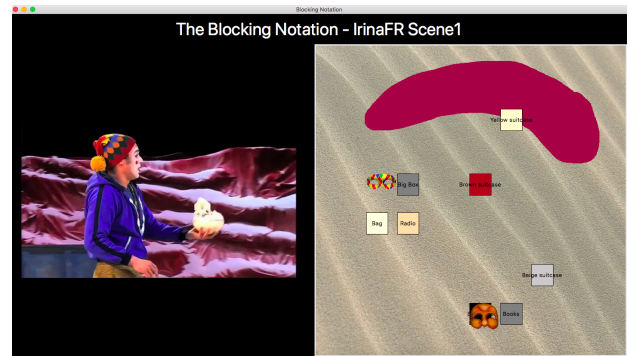 Blocking Notation
The Blocking Notation - IrinaFR Scene1
Yellow suitcase
Big Box
Brown suitcase
Bag
Radio
Beige suitcase
Books